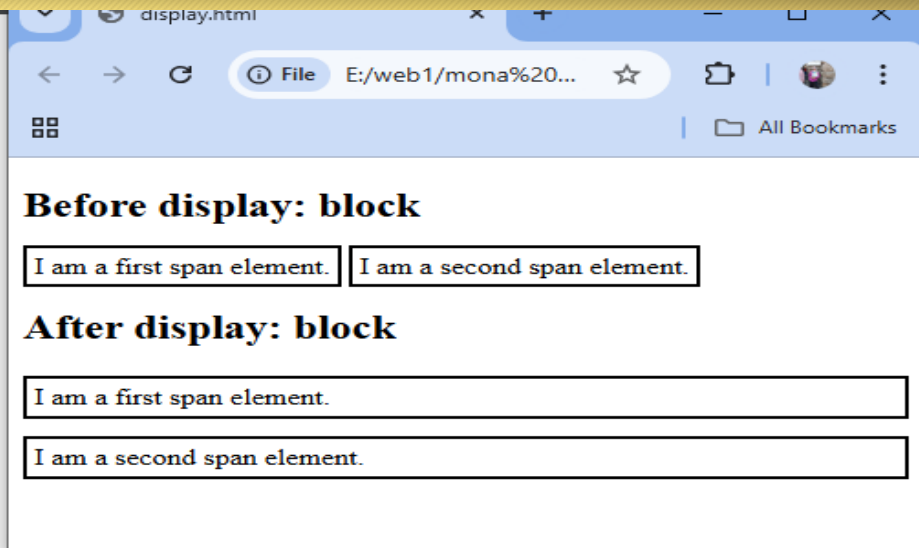 display.html
File E:/web1/mona%20...
All Bookmarks
Before display: block
I am a first span element. I am a second span element.
After display: block
I am a first span element.
I am a second span element.